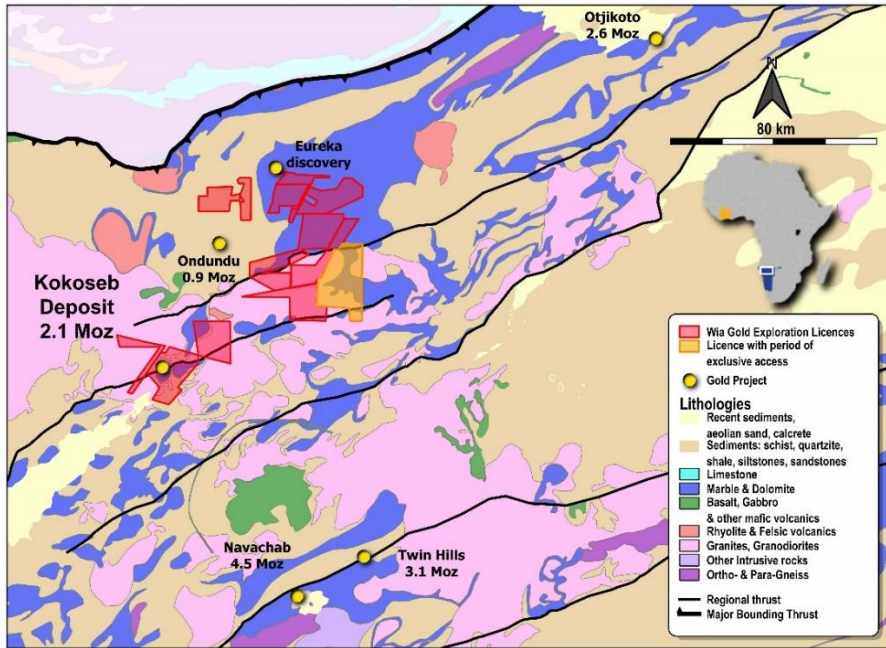 Otjikoto
2.6 Moz
N
80 km
Eureka
discovery
Ondundu
0.9 Moz
Kokoseb
Deposit
2.1 Moz
Navachab
4.5 Moz
Twin Hills
3.1 Moz
Wia Gold Exploration Licences
Licence with period of
exclusive access
Gold Project
Lithologies
Recent sediments,
aeolian sand, calcrete
Sediments: schist, quartzite,
shale, siltstones, sandstones
Limestone
Marble & Dolomite
Basalt, Gabbro
& other mafic volcanics
Rhyolite & Felsic volcanics
Granites, Granodiorites
Other Intrusive rocks
Ortho- & Para-Gneiss
Regional thrust
Major Bounding Thrust